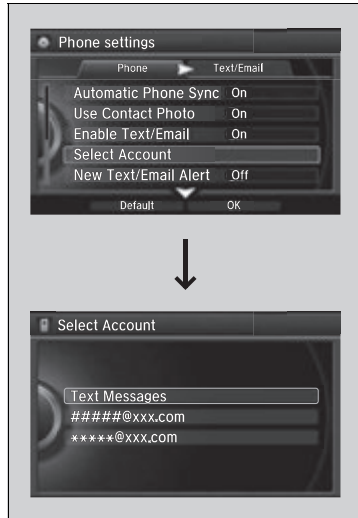 Phone settings
Phone Text/Email
Automatic Phone Sync On
Use Contact Photo On
Enable Text/Email On
Select Account
New Text/Email Alert Off
Default OK
Select Account
Text Messages
#####@xxx.com
*****@xxx.com